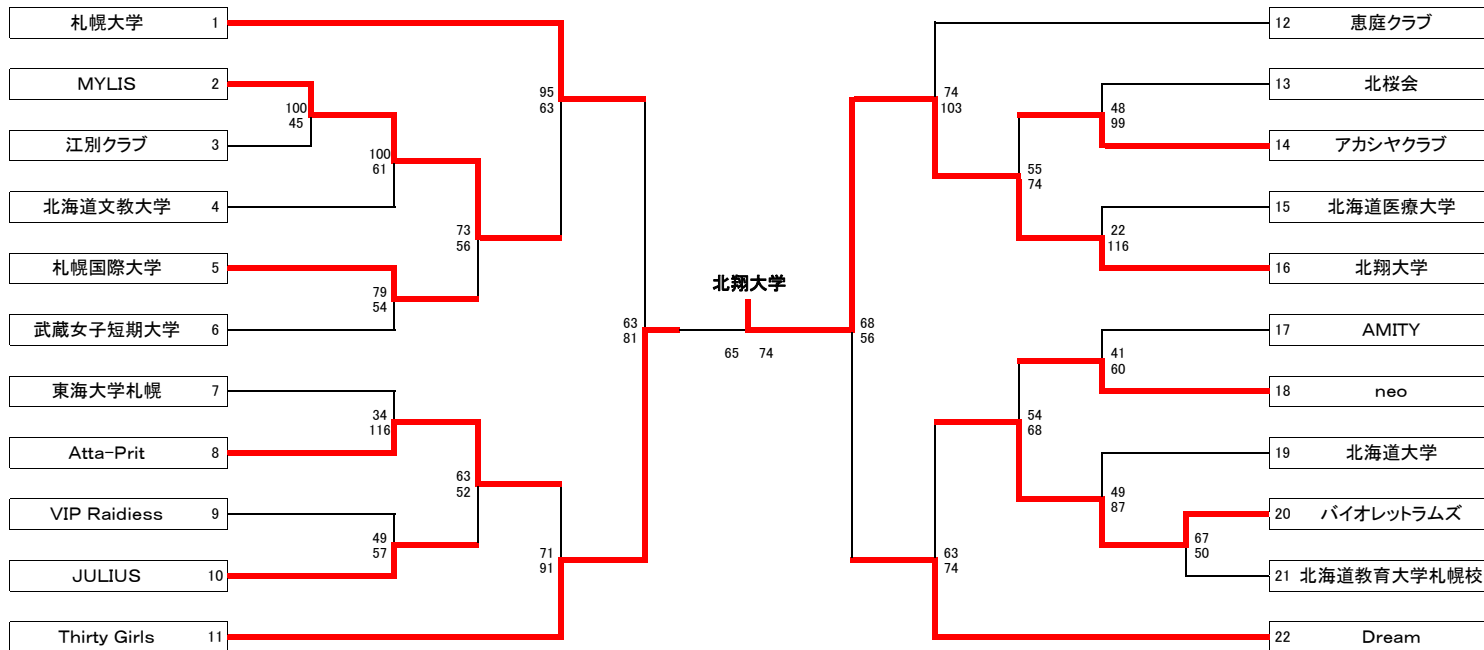 札幌大学 1
MYLIS 2
江別クラブ 3
北海道文教大学 4
札幌国際大学 5
武蔵女子短期大学 6
東海大学札幌 7
Atta-Prit 8
VIP Raidiess 9
JULIUS 10
Thirty Girls 11
100
45
100
61
79
54
73
56
95
63
34
116
49
57
63
52
71
91
63
81
北翔大学
65 74
68
56
74
103
48
99
55
74
22
116
41
60
54
68
49
87
67
50
63
74
12 恵庭クラブ
13 北桜会
14 アカシヤクラブ
15 北海道医療大学
16 北翔大学
17 AMITY
18 neo
19 北海道大学
20 バイオレットラムズ
21 北海道教育大学札幌校
22 Dream